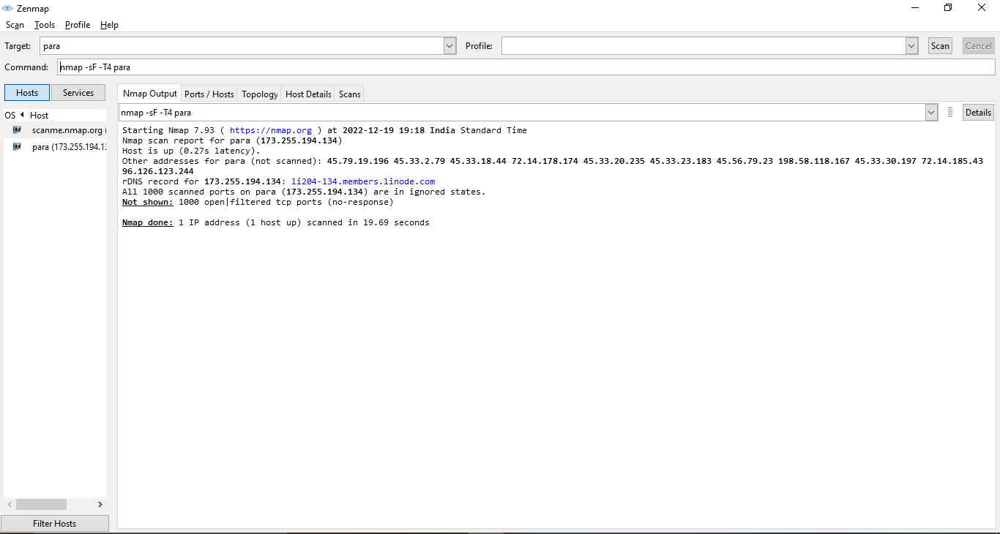 Zenmap
Scan Tools Profile Help
Target: para Profile: Scan Cancel
Command: nmap -sF -T4 para
Hosts Services
OS Host
scanme.nmap.org (
para (173.255.194.13
Filter Hosts
Nmap Output Ports / Hosts Topology Host Details Scans
nmap -sF -T4 para Details
Starting Nmap 7.93 ( https://nmap.org ) at 2022-12-19 19:18 India Standard Time
Nmap scan report for para (173.255.194.134)
Host is up (0.27s latency).
Other addresses for para (not scanned): 45.79.19.196 45.33.2.79 45.33.18.44 72.14.178.174 45.33.20.235 45.33.23.183 45.56.79.23 198.58.118.167 45.33.30.197 72.14.185.43
96.126.123.244
rDNS record for 173.255.194.134: li204-134.members.linode.com
All 1000 scanned ports on para (173.255.194.134) are in ignored states.
Not shown: 1000 open|filtered tcp ports (no-response)
Nmap done: 1 IP address (1 host up) scanned in 19.69 seconds